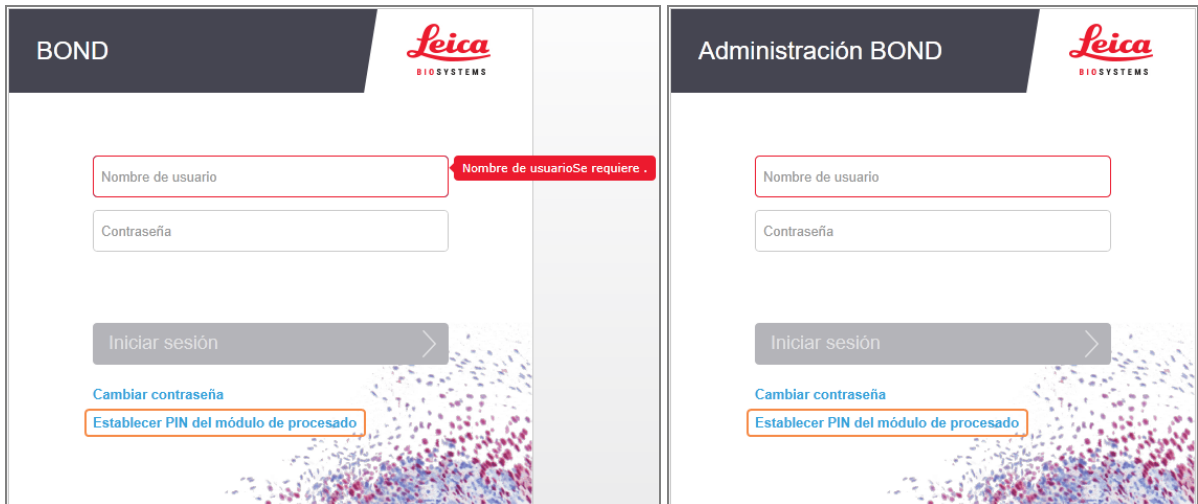 BOND
Leica
BIOSYSTEMS
Nombre de usuario
Nombre de usuarioSe requiere .
Contraseña
Iniciar sesión
Cambiar contraseña
Establecer PIN del módulo de procesado
Administración BOND
Leica
BIOSYSTEMS
Nombre de usuario
Contraseña
Iniciar sesión
Cambiar contraseña
Establecer PIN del módulo de procesado